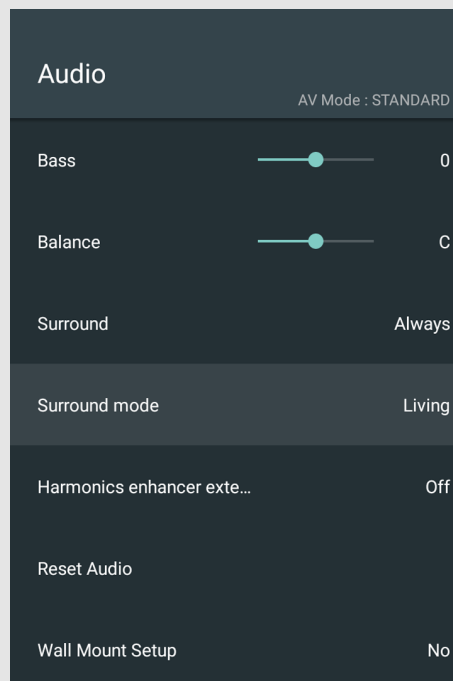 Audio
AV Mode : STANDARD
Bass 0
Balance C
Surround Always
Surround mode Living
Harmonics enhancer exte... Off
Reset Audio
Wall Mount Setup No